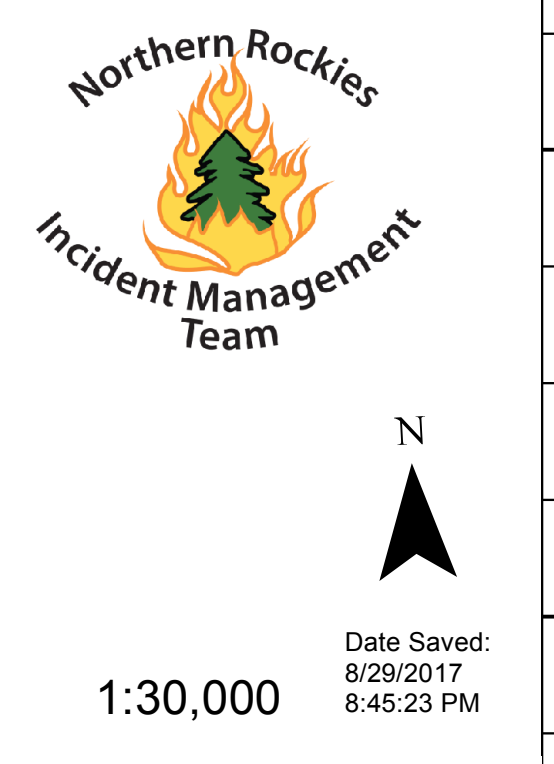 Northern Rockies
Incident Management
Team
N
Date Saved:
8/29/2017
8:45:23 PM
1:30,000